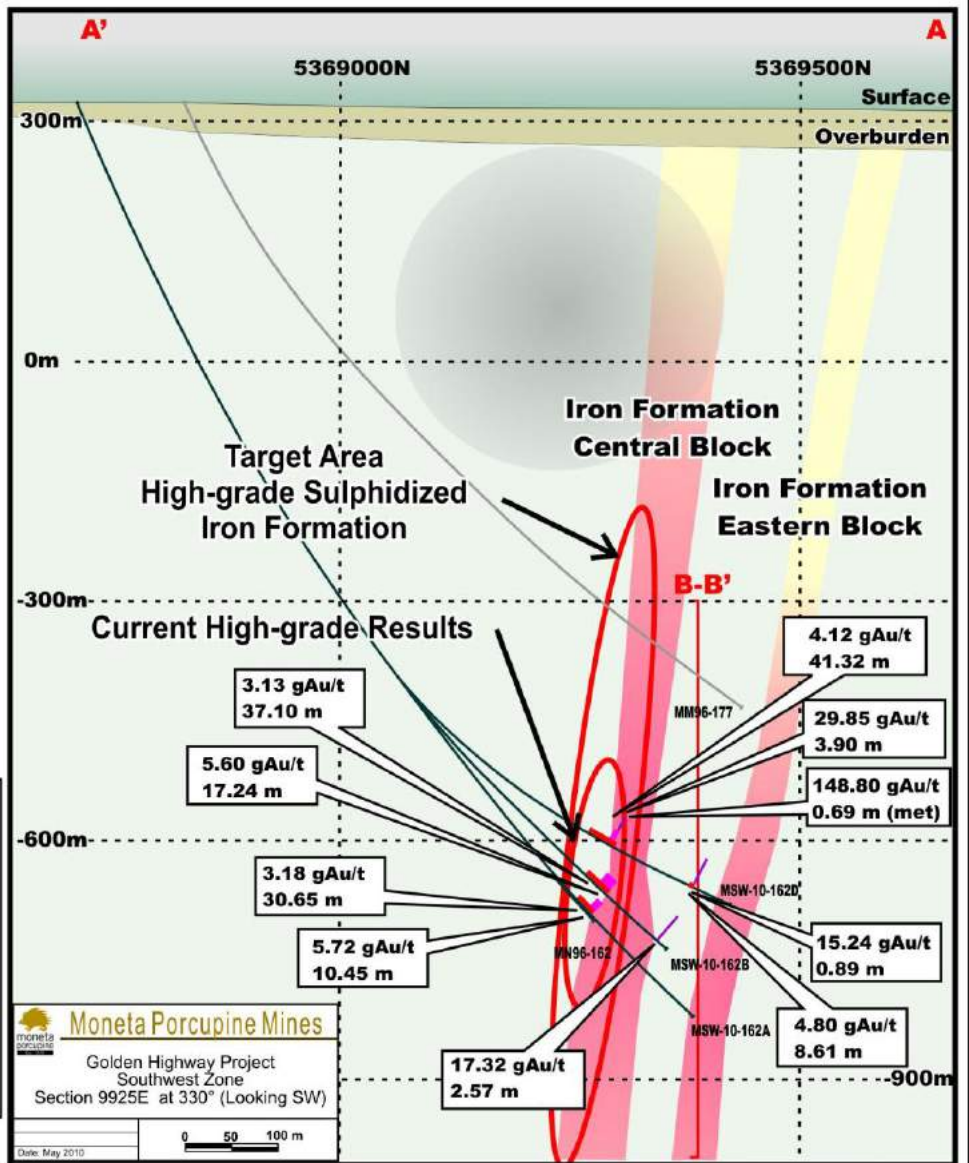 A'
A
5369000N
5369500N
Surface
300m
Overburden
0m
Iron Formation
Central Block
Target Area
High-grade Sulphidized
Iron Formation
Iron Formation
Eastern Block
B-B'
-300m
Current High-grade Results
4.12 gAu/t
41.32 m
3.13 gAu/t
37.10 m
MM96-177
29.85 gAu/t
3.90 m
5.60 gAu/t
17.24 m
148.80 gAu/t
0.69 m (met)
-600m
3.18 gAu/t
30.65 m
MSW-10-162D
5.72 gAu/t
10.45 m
MN96-162
MSW-10-162B
15.24 gAu/t
0.89 m
MSW-10-162A
4.80 gAu/t
8.61 m
17.32 gAu/t
2.57 m
-900m
moneta
porcupine
Moneta Porcupine Mines
Golden Highway Project
Southwest Zone
Section 9925E at 330° (Looking SW)
0 50 100 m
Date: May 2010